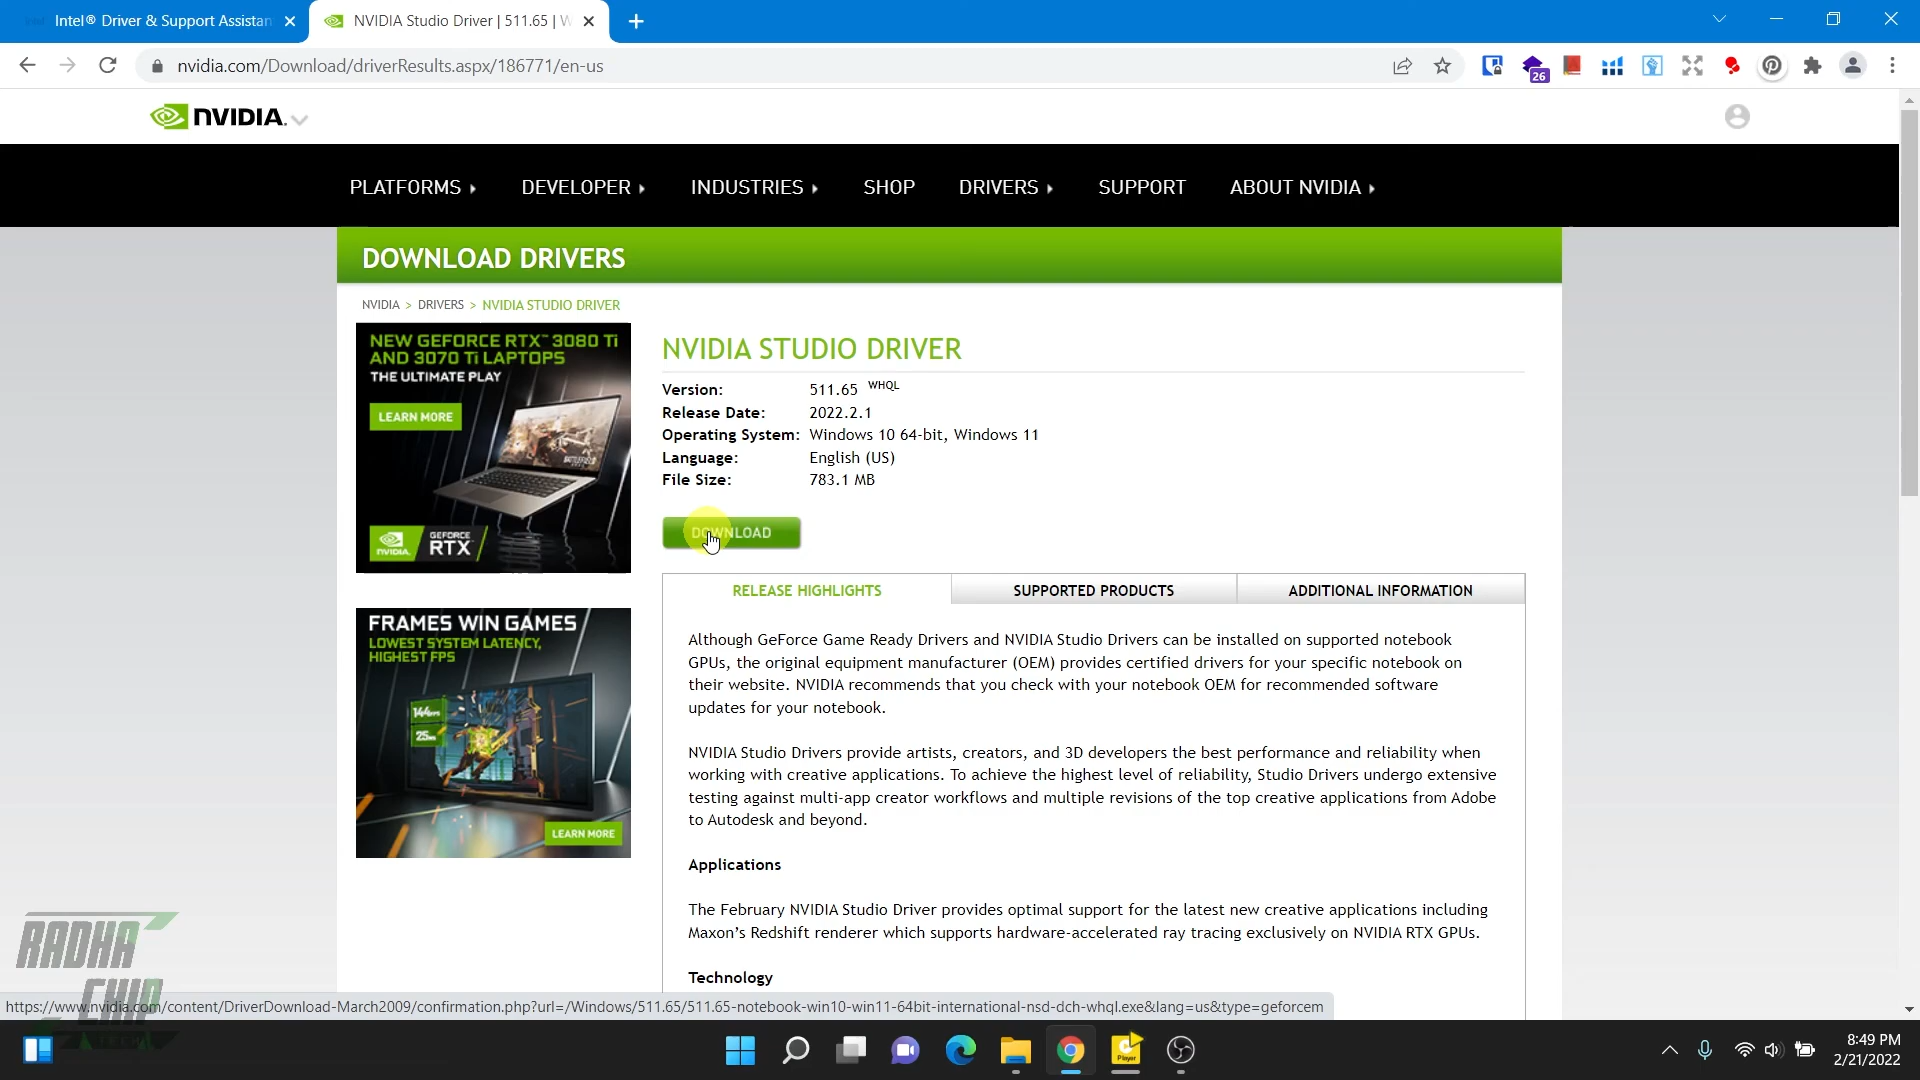 Intel® Driver & Support Assistan
NVIDIA Studio Driver | 511.65 | W
nvidia.com/Download/driverResults.aspx/186771/en-us
26
NVIDIA.
PLATFORMS
DEVELOPER
INDUSTRIES
SHOP
DRIVERS
SUPPORT
ABOUT NVIDIA
DOWNLOAD DRIVERS
NVIDIA > DRIVERS > NVIDIA STUDIO DRIVER
NEW GEFORCE RTX™ 3080 Ti
AND 3070 Ti LAPTOPS
THE ULTIMATE PLAY
LEARN MORE
BATTLEFIELD
NVIDIA.
GEFORCE
RTX
NVIDIA STUDIO DRIVER
Version: 511.65 WHQL
Release Date: 2022.2.1
Operating System: Windows 10 64-bit, Windows 11
Language: English (US)
File Size: 783.1 MB
DOWNLOAD
FRAMES WIN GAMES
LOWEST SYSTEM LATENCY,
HIGHEST FPS
144FPS
25ms
LEARN MORE
RELEASE HIGHLIGHTS
SUPPORTED PRODUCTS
ADDITIONAL INFORMATION
Although GeForce Game Ready Drivers and NVIDIA Studio Drivers can be installed on supported notebook
GPUs, the original equipment manufacturer (OEM) provides certified drivers for your specific notebook on
their website. NVIDIA recommends that you check with your notebook OEM for recommended software
updates for your notebook.
NVIDIA Studio Drivers provide artists, creators, and 3D developers the best performance and reliability when
working with creative applications. To achieve the highest level of reliability, Studio Drivers undergo extensive
testing against multi-app creator workflows and multiple revisions of the top creative applications from Adobe
to Autodesk and beyond.
Applications
The February NVIDIA Studio Driver provides optimal support for the latest new creative applications including
Maxon's Redshift renderer which supports hardware-accelerated ray tracing exclusively on NVIDIA RTX GPUs.
Technology
RADHA
CHIP
TECH
https://www.nvidia.com/content/DriverDownload-March2009/confirmation.php?url=/Windows/511.65/511.65-notebook-win10-win11-64bit-international-nsd-dch-whql.exe&lang=us&type=geforcem
Player
8:49 PM
2/21/2022